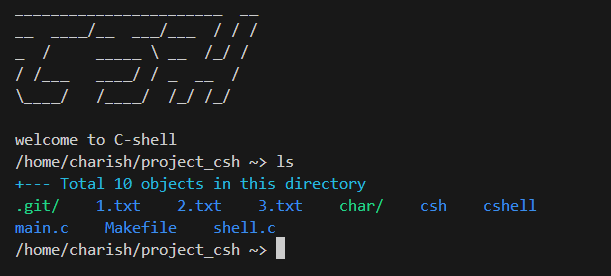 ______________________  __
__  ____/__  ___/___  / / /
_  /     _____ \ __  /_/ /
/ /___   ____/ / _  __  /
\____/   /____/  /_/ /_/
welcome to C-shell
/home/charish/project_csh ~> ls
+--- Total 10 objects in this directory
.git/    1.txt    2.txt    3.txt    char/    csh    cshell
main.c    Makefile    shell.c
/home/charish/project_csh ~>